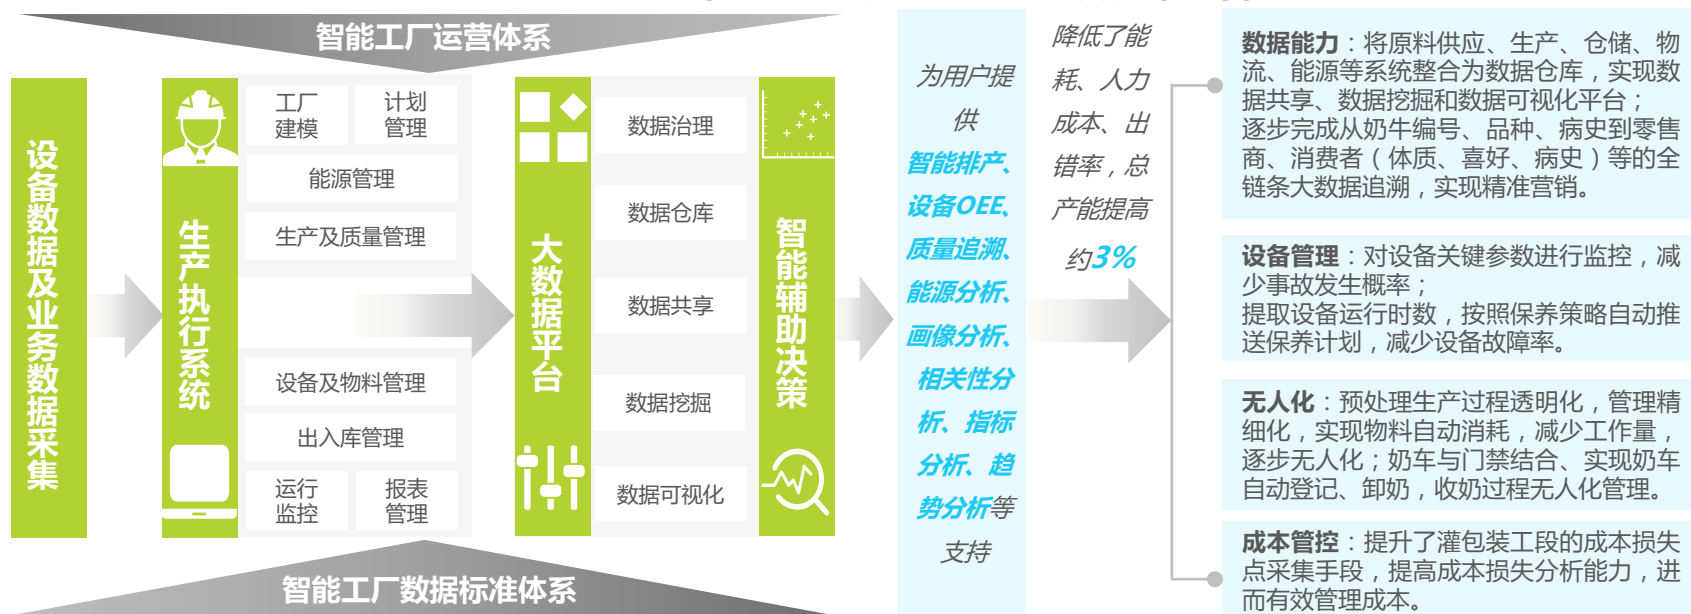 智能工厂运营体系
设备数据及业务数据采集
生产执行系统
工厂
建模
计划
管理
能源管理
生产及质量管理
设备及物料管理
出入库管理
运行
监控
报表
管理
大数据平台
数据治理
数据仓库
数据共享
数据挖掘
数据可视化
智能辅助决策
智能工厂数据标准体系
为用户提
供
智能排产、
设备OEE、
质量追溯、
能源分析、
画像分析、
相关性分
析、指标
分析、趋
势分析等
支持
降低了能
耗、人力
成本、出
错率，总
产能提高
约3%
数据能力：将原料供应、生产、仓储、物
流、能源等系统整合为数据仓库，实现数
据共享、数据挖掘和数据可视化平台；
逐步完成从奶牛编号、品种、病史到零售
商、消费者（体质、喜好、病史）等的全
链条大数据追溯，实现精准营销。
设备管理：对设备关键参数进行监控，减
少事故发生概率；
提取设备运行时数，按照保养策略自动推
送保养计划，减少设备故障率。
无人化：预处理生产过程透明化，管理精
细化，实现物料自动消耗，减少工作量，
逐步无人化；奶车与门禁结合、实现奶车
自动登记、卸奶，收奶过程无人化管理。
成本管控：提升了灌包装工段的成本损失
点采集手段，提高成本损失分析能力，进
而有效管理成本。